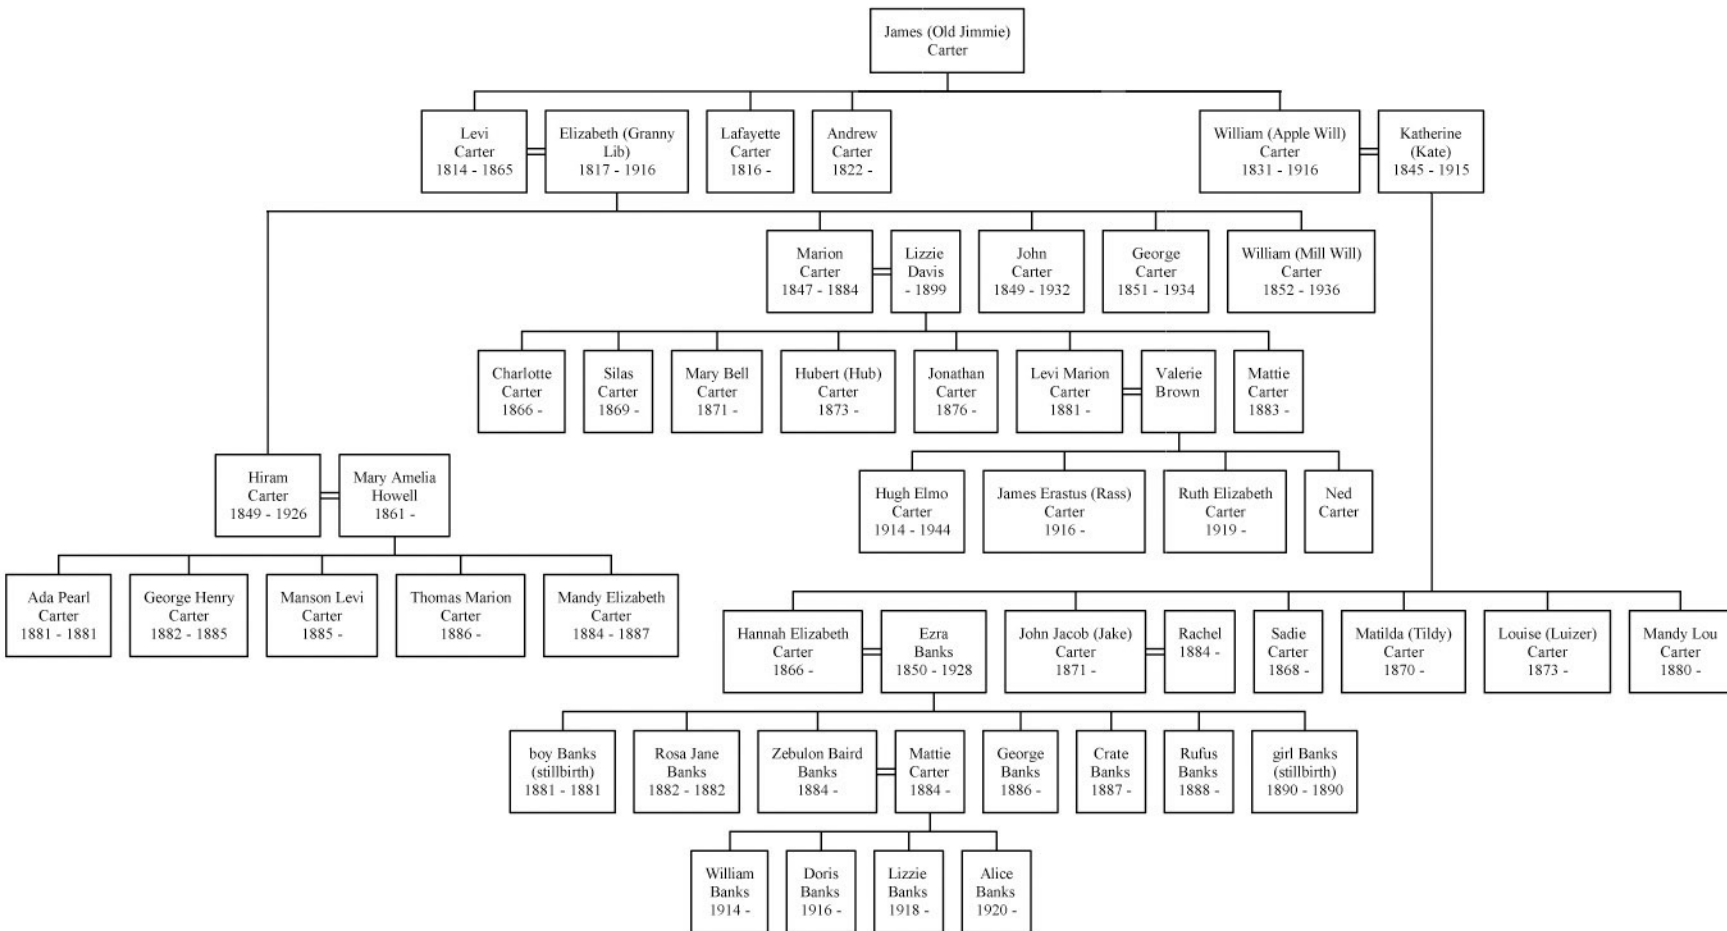 James (Old Jimmie)
Carter
Levi
Carter
1814 - 1865
Elizabeth (Granny
Lib)
1817 - 1916
Lafayette
Carter
1816 -
Andrew
Carter
1822 -
William (Apple Will)
Carter
1831 - 1916
Katherine
(Kate)
1845 - 1915
Marion
Carter
1847 - 1884
Lizzie
Davis
- 1899
John
Carter
1849 - 1932
George
Carter
1851 - 1934
William (Mill Will)
Carter
1852 - 1936
Charlotte
Carter
1866 -
Silas
Carter
1869 -
Mary Bell
Carter
1871 -
Hubert (Hub)
Carter
1873 -
Jonathan
Carter
1876 -
Levi Marion
Carter
1881 -
Valerie
Brown
Mattie
Carter
1883 -
Hiram
Carter
1849 - 1926
Mary Amelia
Howell
1861 -
Hugh Elmo
Carter
1914 - 1944
James Erastus (Rass)
Carter
1916 -
Ruth Elizabeth
Carter
1919 -
Ned
Carter
Ada Pearl
Carter
1881 - 1881
George Henry
Carter
1882 - 1885
Manson Levi
Carter
1885 -
Thomas Marion
Carter
1886 -
Mandy Elizabeth
Carter
1884 - 1887
Hannah Elizabeth
Carter
1866 -
Ezra
Banks
1850 - 1928
John Jacob (Jake)
Carter
1871 -
Rachel
1884 -
Sadie
Carter
1868 -
Matilda (Tildy)
Carter
1870 -
Louise (Luizer)
Carter
1873 -
Mandy Lou
Carter
1880 -
boy Banks
(stillbirth)
1881 - 1881
Rosa Jane
Banks
1882 - 1882
Zebulon Baird
Banks
1884 -
Mattie
Carter
1884 -
George
Banks
1886 -
Crate
Banks
1887 -
Rufus
Banks
1888 -
girl Banks
(stillbirth)
1890 - 1890
William
Banks
1914 -
Doris
Banks
1916 -
Lizzie
Banks
1918 -
Alice
Banks
1920 -